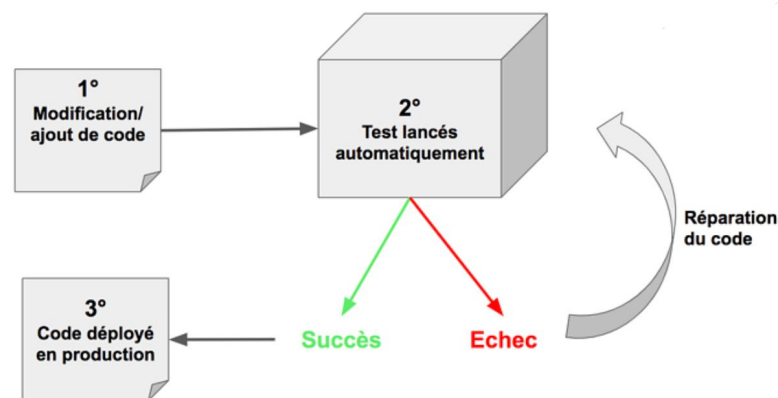 1°
Modification/
ajout de code
2°
Test lancés
automatiquement
Réparation
du code
3°
Code déployé
en production
Succès
Echec